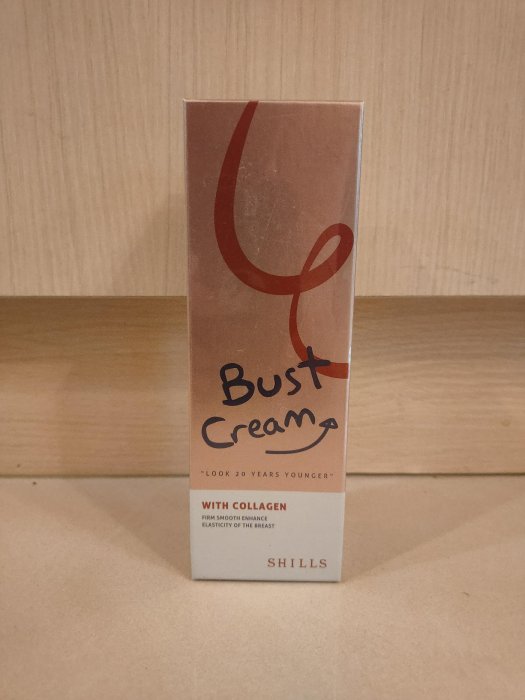 Bust
Cream
"LOOK 20 YEARS YOUNGER"
WITH COLLAGEN
FIRM SMOOTH ENHANCE
ELASTICITY OF THE BREAST
SHILLS